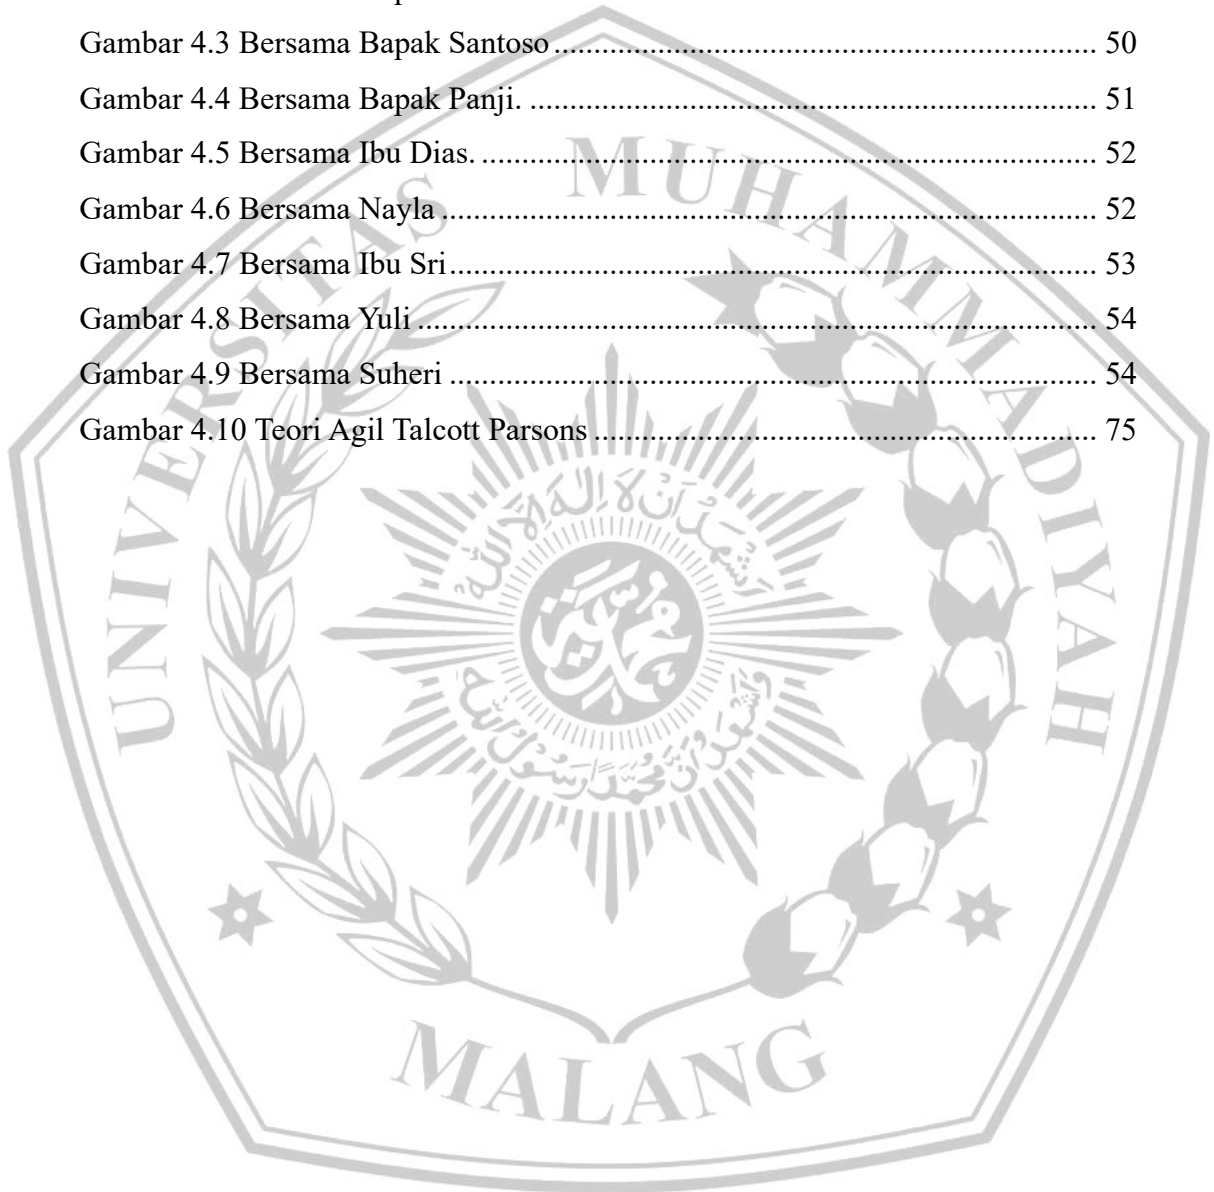 Gambar 4.3 Bersama Bapak Santoso ........................................................................ 50
Gambar 4.4 Bersama Bapak Panji. ........................................................................ 51
Gambar 4.5 Bersama Ibu Dias. ........................................................................ 52
Gambar 4.6 Bersama Nayla ........................................................................ 52
Gambar 4.7 Bersama Ibu Sri ........................................................................ 53
Gambar 4.8 Bersama Yuli ........................................................................ 54
Gambar 4.9 Bersama Suheri ........................................................................ 54
Gambar 4.10 Teori Agil Talcott Parsons ........................................................................ 75
UNIVERSITAS MUHAMMADIYAH
MALANG